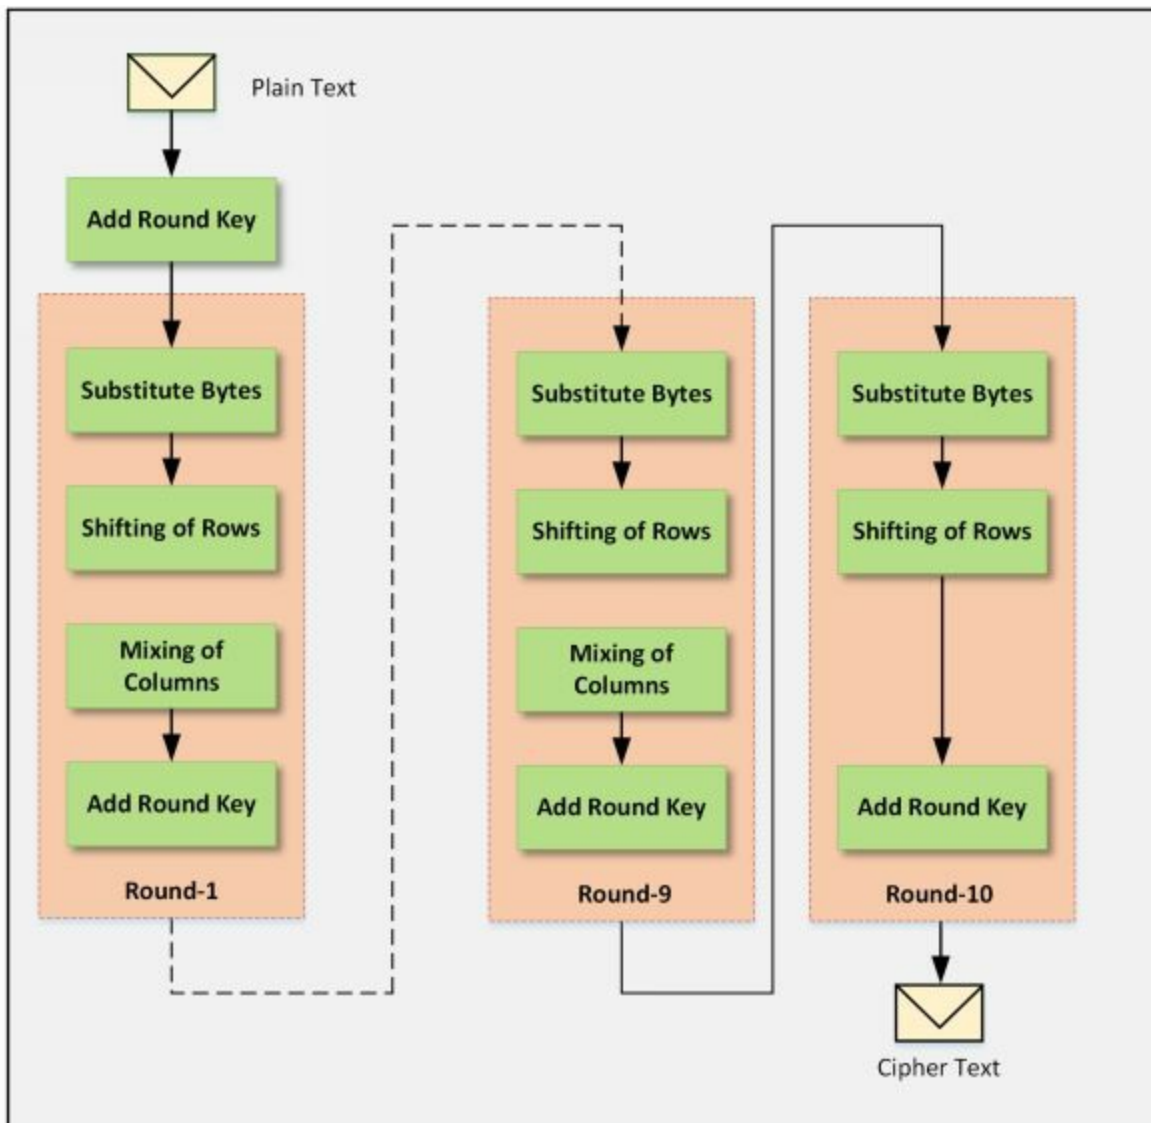 Plain Text
Add Round Key
Substitute Bytes
Shifting of Rows
Mixing of
Columns
Add Round Key
Round-1
Substitute Bytes
Shifting of Rows
Mixing of
Columns
Add Round Key
Round-9
Substitute Bytes
Shifting of Rows
Add Round Key
Round-10
Cipher Text